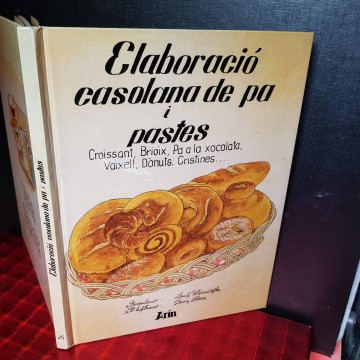 Elaboració
casolana de pa
i
pastes
Croissant, Brioix, Pa a la xocolata,
Vaixell, Dònuts, Cristines....
Arín
Elaboració casolana de pa i pastes